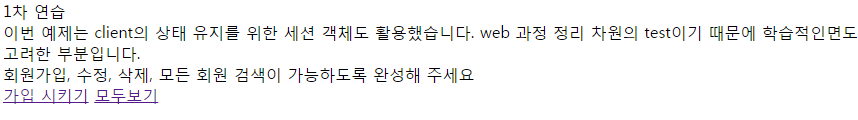 1차 연습
이번 예제는 client의 상태 유지를 위한 세션 객체도 활용했습니다. web 과정 정리 차원의 test이기 때문에 학습적인면도
고려한 부분입니다.
회원가입, 수정, 삭제, 모든 회원 검색이 가능하도록 완성해 주세요
가입 시키기 모두보기